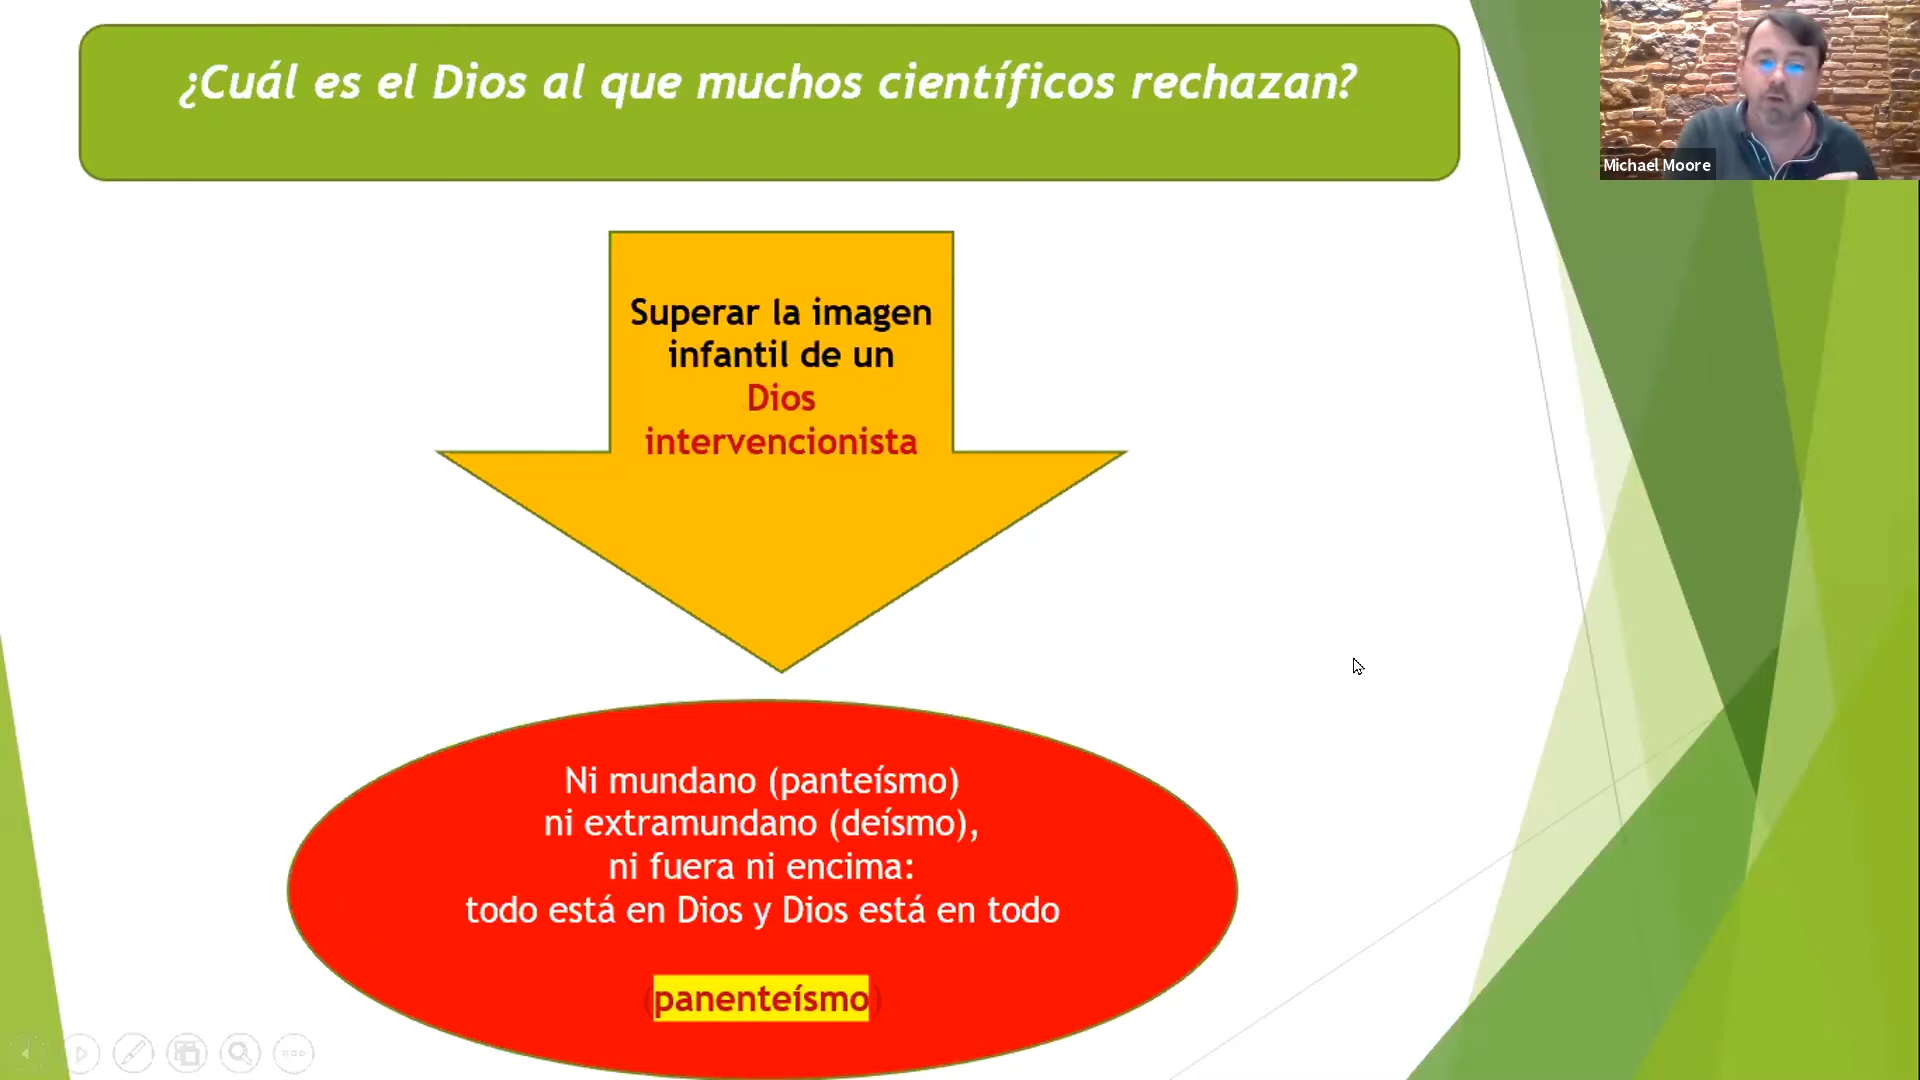 ¿Cuál es el Dios al que muchos científicos rechazan?
Michael Moore
Superar la imagen
infantil de un
Dios
intervencionista
Ni mundano (panteísmo)
ni extramundano (deísmo),
ni fuera ni encima:
todo está en Dios y Dios está en todo
(panenteísmo)